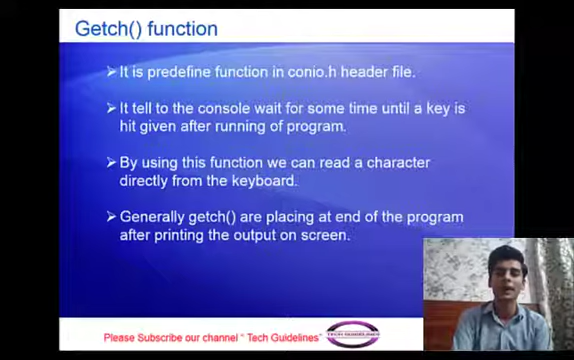 Getch() function
➢It is predefine function in conio.h header file.
➢It tell to the console wait for some time until a key is
hit given after running of program.
➢By using this function we can read a character
directly from the keyboard.
➢Generally getch() are placing at end of the program
after printing the output on screen.
Please Subscribe our channel “ Tech Guidelines”
TECH GUIDELINES